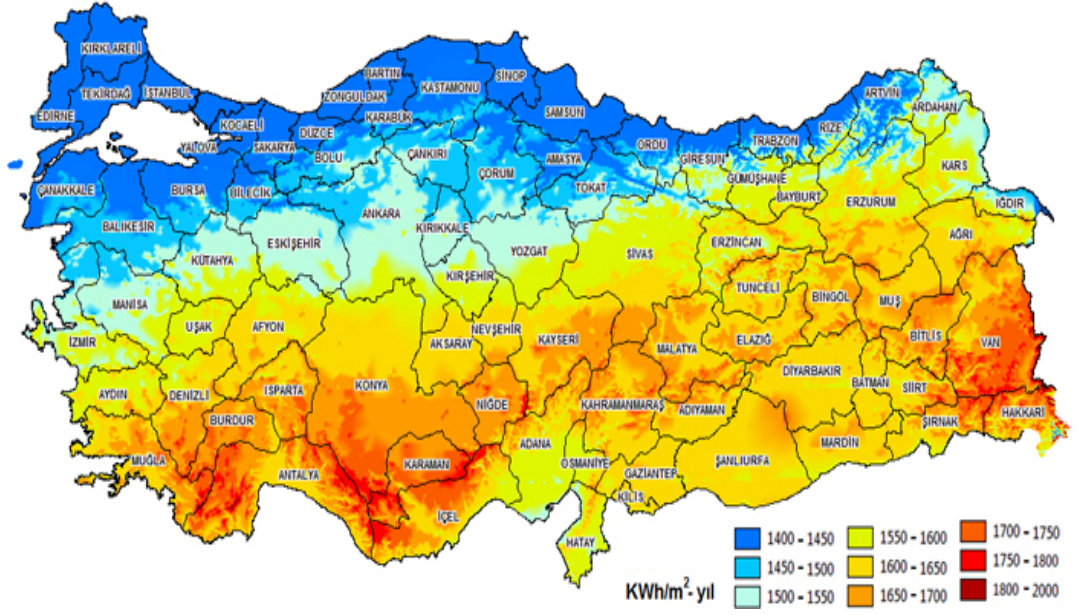 KIRKLARELİ
TEKİRDAĞ
İSTANBUL
EDİRNE
KOCAELİ
YALOVA
SAKARYA
DÜZCE
BOLU
ZONGULDAK
BARTIN
KARABÜK
KASTAMONU
SİNOP
ÇANKIRI
ÇORUM
SAMSUN
AMASYA
TOKAT
ORDU
GİRESUN
TRABZON
GÜMÜŞHANE
BAYBURT
RİZE
ARTVİN
ARDAHAN
KARS
IĞDIR
ERZURUM
AĞRI
ÇANAKKALE
BALIKESİR
BURSA
BİLECİK
ESKİŞEHİR
KÜTAHYA
ANKARA
KIRIKKALE
YOZGAT
KIRŞEHİR
SİVAS
ERZİNCAN
TUNCELİ
BİNGÖL
MUŞ
BİTLİS
VAN
MANİSA
İZMİR
UŞAK
AFYON
AKSARAY
NEVŞEHİR
KAYSERİ
MALATYA
ELAZIĞ
DİYARBAKIR
BATMAN
SİİRT
ŞIRNAK
HAKKARİ
AYDIN
DENİZLİ
ISPARTA
BURDUR
KONYA
NİĞDE
KAHRAMANMARAŞ
ADIYAMAN
MARDİN
MUĞLA
ANTALYA
KARAMAN
İÇEL
ADANA
OSMANİYE
GAZİANTEP
ŞANLIURFA
KİLİS
HATAY
KWh/m²- yıl
1400 - 1450
1450 - 1500
1500 - 1550
1550 - 1600
1600 - 1650
1650 - 1700
1700 - 1750
1750 - 1800
1800 - 2000